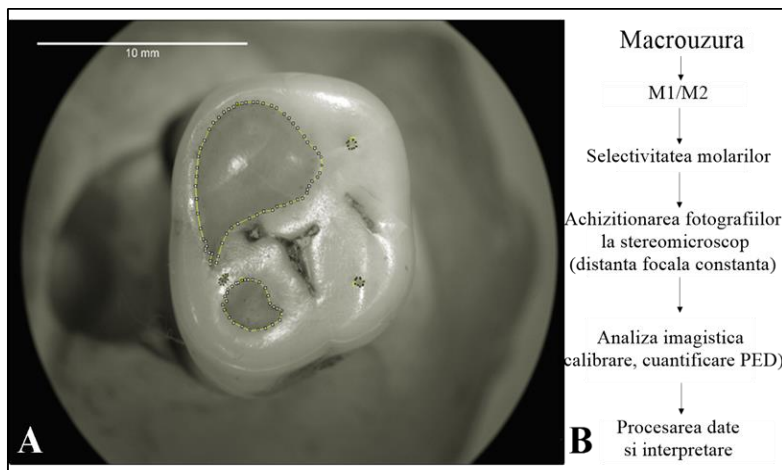 10 mm
A
B
Macrouzura
M1/M2
Selectivitatea molarilor
Achizitionarea fotografiilor
la stereomicroscop
(distanta focala constanta)
Analiza imagistica
calibrare, cuantificare PED)
Procesarea date
si interpretare